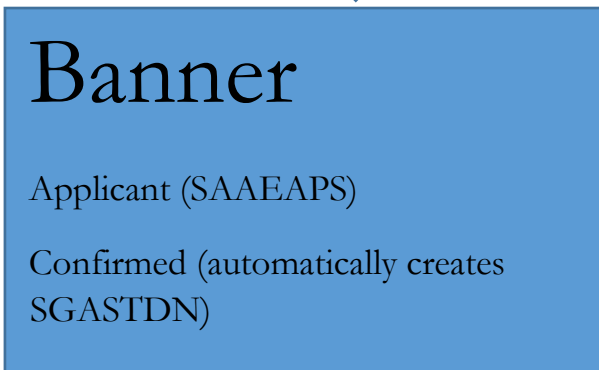 Banner
Applicant (SAAEAPS)
Confirmed (automatically creates
SGASTDN)